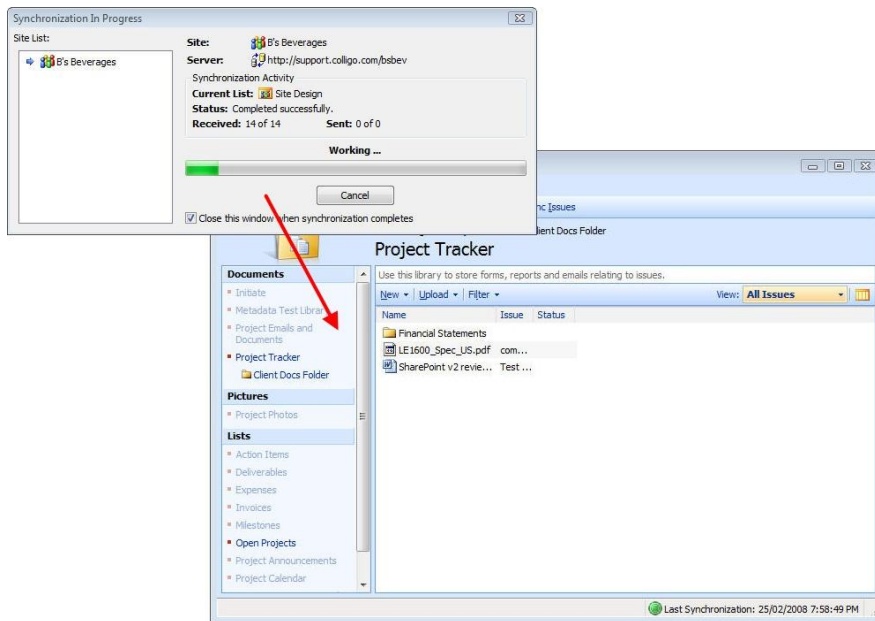 Synchronization In Progress
Site List:
B's Beverages
Site: B's Beverages
Server: http://support.colligo.com/bsbev
Synchronization Activity
Current List: Site Design
Status: Completed successfully.
Received: 14 of 14 Sent: 0 of 0
Working ...
Cancel
Close this window when synchronization completes
Issues
Client Docs Folder
Project Tracker
Documents
Initiate
Metadata Test Library
Project Emails and
Documents
Project Tracker
Client Docs Folder
Pictures
Project Photos
Lists
Action Items
Deliverables
Expenses
Invoices
Milestones
Open Projects
Project Announcements
Project Calendar
Use this library to store forms, reports and emails relating to issues.
New Upload Filter View: All Issues
Name Issue Status
Financial Statements
LE1600_Spec_US.pdf com...
SharePoint v2 revie... Test ...
Last Synchronization: 25/02/2008 7:58:49 PM